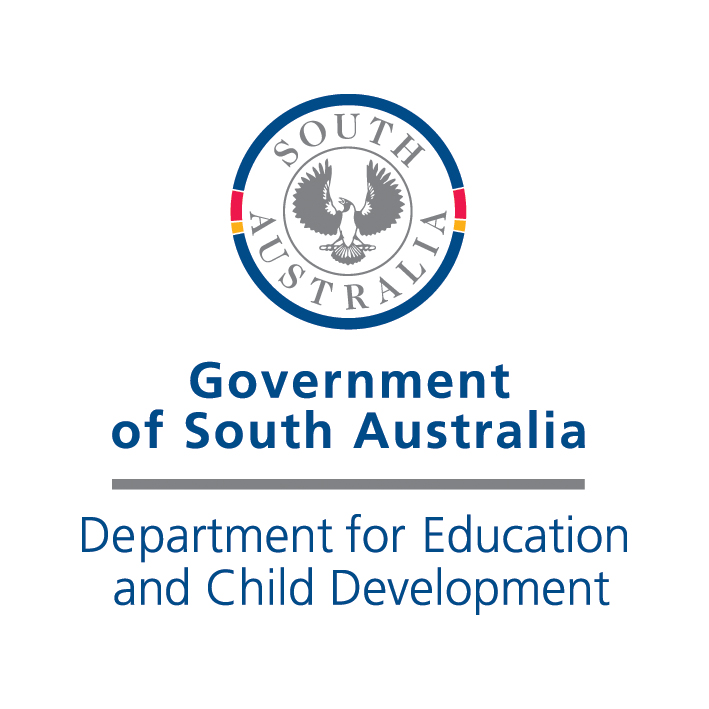 SOUTH
AUSTRALIA
Government
of South Australia
Department for Education
and Child Development